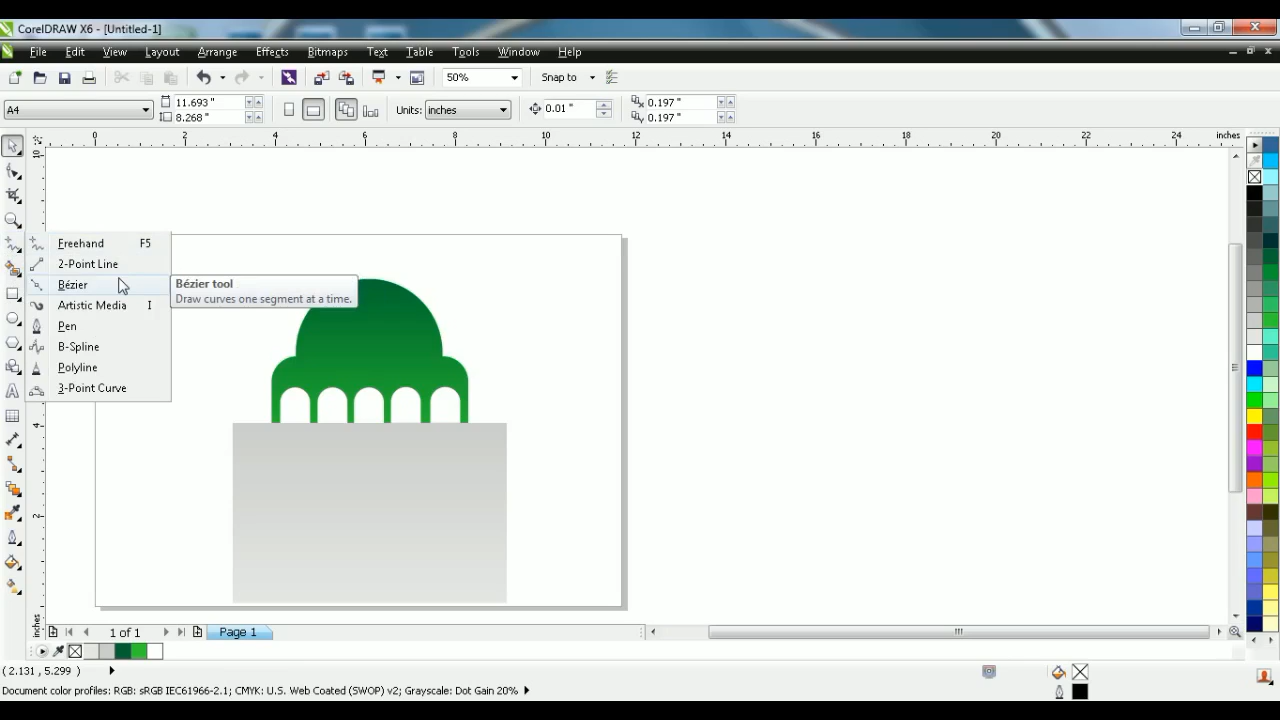 CorelDRAW X6 - [Untitled-1]
File Edit View Layout Arrange Effects Bitmaps Text Table Tools Window Help
50% Snap to
A4 11.693 " 8.268 " Units: inches 0.01 " 0.197 " 0.197 "
0 2 4 6 8 10 12 14 16 18 20 22 24 inches
10
Freehand F5
2-Point Line
Bézier
Bézier tool
Draw curves one segment at a time.
Artistic Media I
Pen
B-Spline
Polyline
3-Point Curve
4
2
inches
1 of 1 Page 1
( 2.131 , 5.299 )
Document color profiles: RGB: sRGB IEC61966-2.1; CMYK: U.S. Web Coated (SWOP) v2; Grayscale: Dot Gain 20%